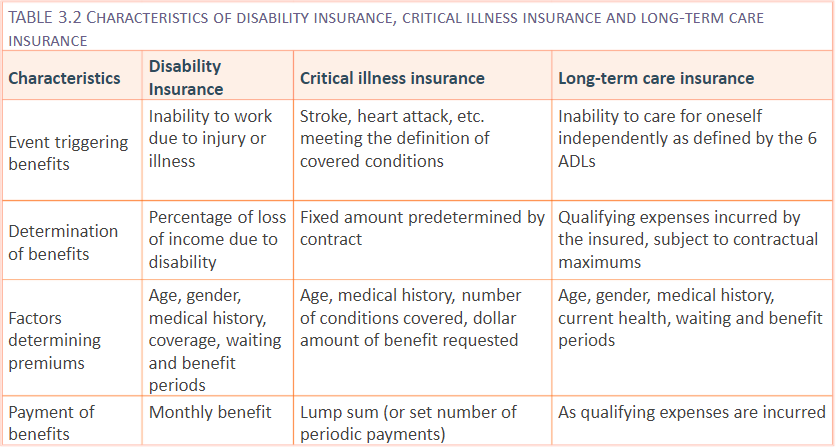 TABLE 3.2 CHARACTERISTICS OF DISABILITY INSURANCE, CRITICAL ILLNESS INSURANCE AND LONG-TERM CARE
INSURANCE
Characteristics
Disability
Insurance
Critical illness insurance
Long-term care insurance
Event triggering
benefits
Inability to work
due to injury or
illness
Stroke, heart attack, etc.
meeting the definition of
covered conditions
Inability to care for oneself
independently as defined by the 6
ADLs
Determination
of benefits
Percentage of loss
of income due to
disability
Fixed amount predetermined by
contract
Qualifying expenses incurred by
the insured, subject to contractual
maximums
Factors
determining
premiums
Age, gender,
medical history,
coverage, waiting
and benefit
periods
Age, medical history, number
of conditions covered, dollar
amount of benefit requested
Age, gender, medical history,
current health, waiting and benefit
periods
Payment of
benefits
Monthly benefit
Lump sum (or set number of
periodic payments)
As qualifying expenses are incurred